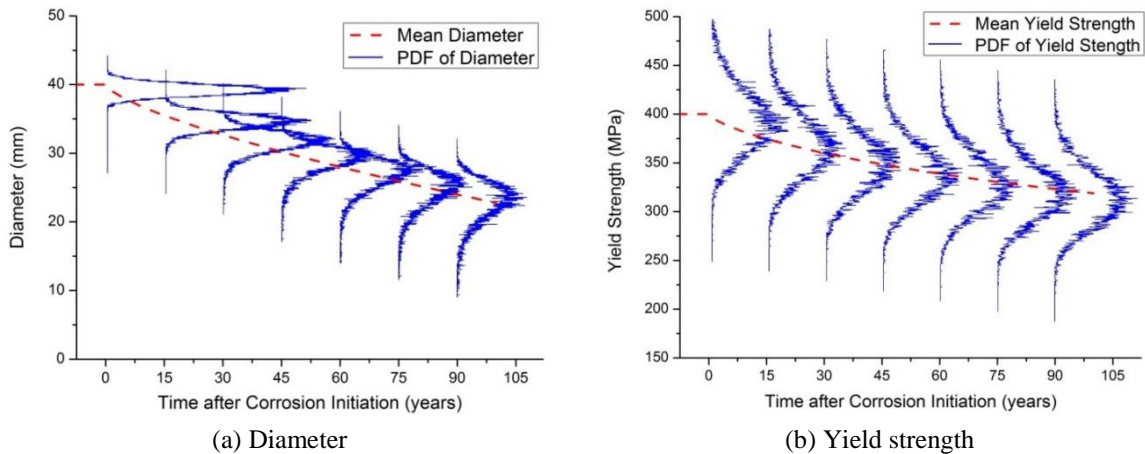 50
40
30
20
10
0
Diameter (mm)
Mean Diameter
PDF of Diameter
0 15 30 45 60 75 90 105
Time after Corrosion Initiation (years)
(a) Diameter
500
450
400
350
300
250
200
150
Yield Strength (MPa)
Mean Yield Strength
PDF of Yield Stength
0 15 30 45 60 75 90 105
Time after Corrosion Initiation (years)
(b) Yield strength